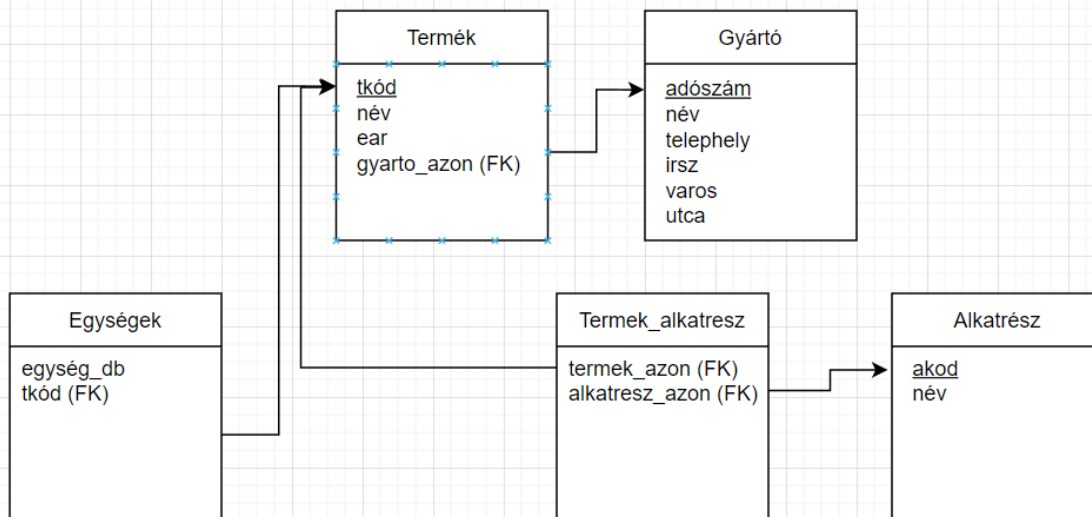 Termék
tkód
név
ear
gyarto_azon (FK)
Gyártó
adószám
név
telephely
irsz
varos
utca
Egységek
egység_db
tkód (FK)
Termek_alkatresz
termek_azon (FK)
alkatresz_azon (FK)
Alkatrész
akod
név